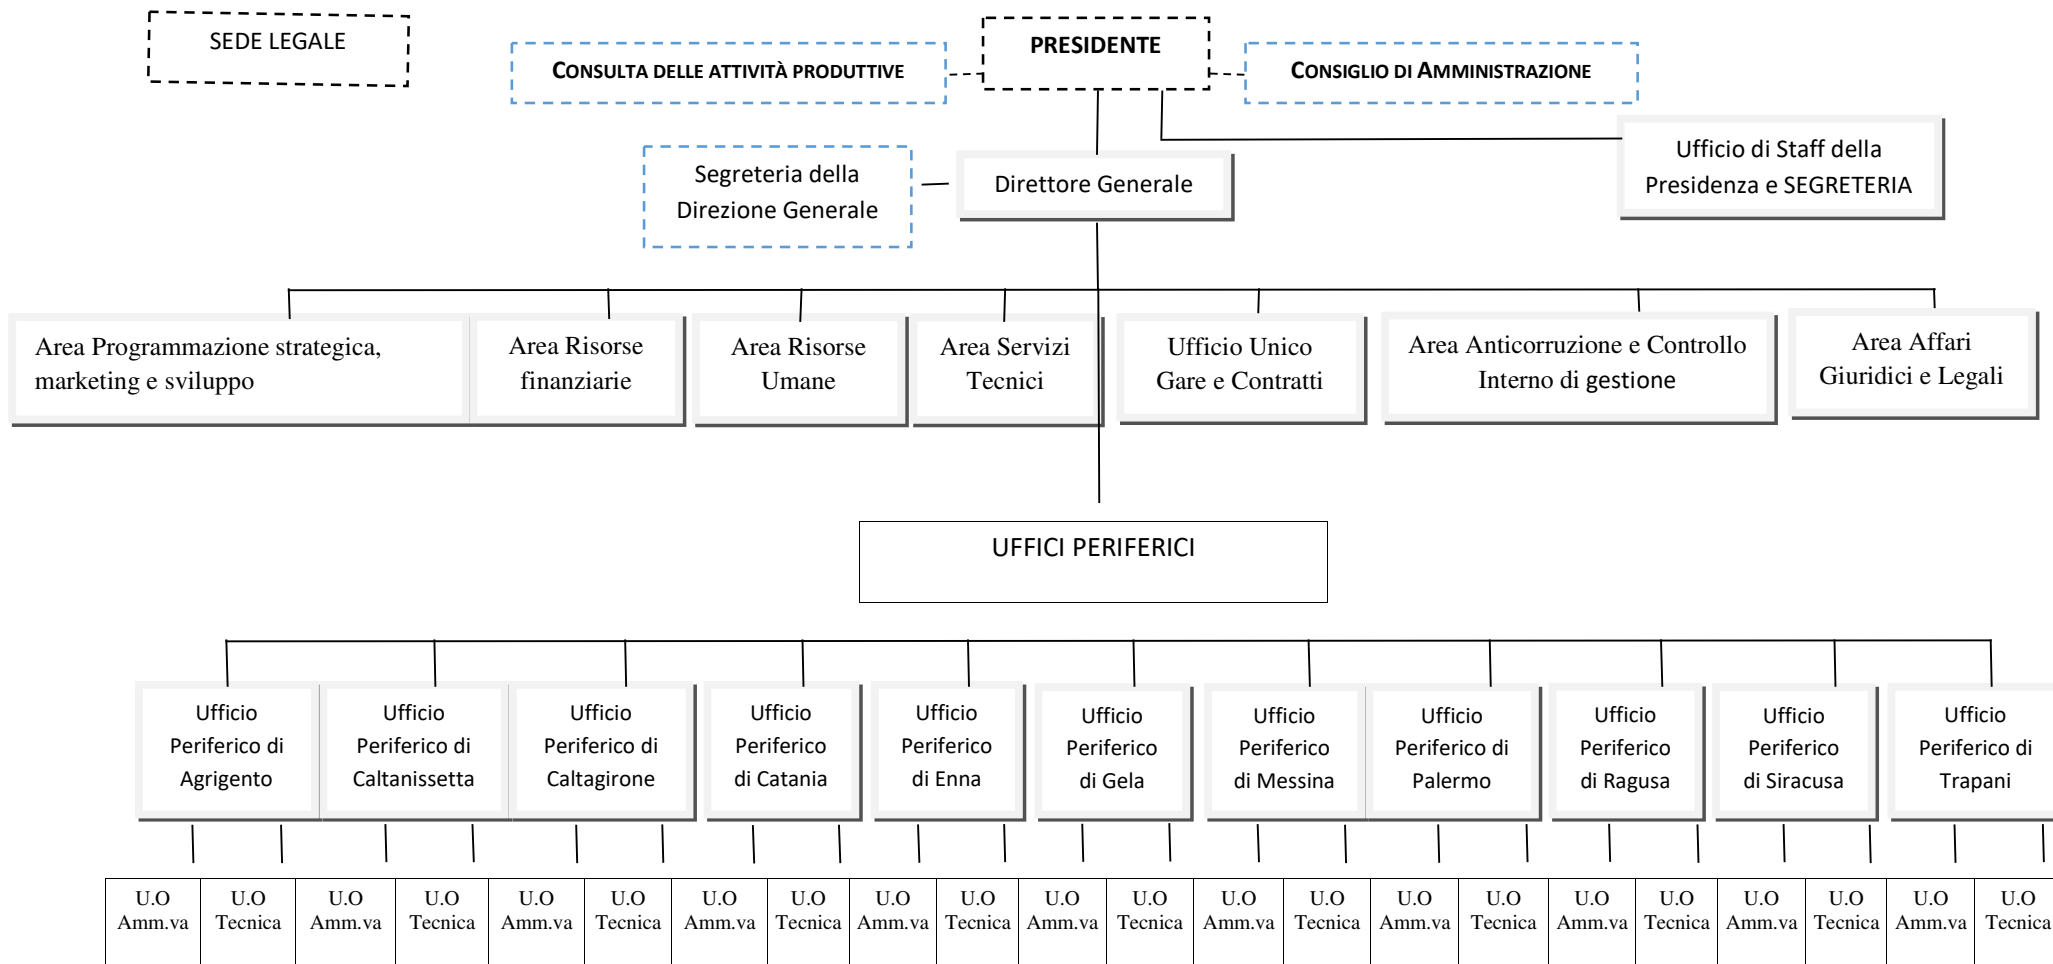 SEDE LEGALE
PRESIDENTE
CONSULTA DELLE ATTIVITÀ PRODUTTIVE
CONSIGLIO DI AMMINISTRAZIONE
Segreteria della
Direzione Generale
Direttore Generale
Ufficio di Staff della
Presidenza e SEGRETERIA
Area Programmazione strategica,
marketing e sviluppo
Area Risorse
finanziarie
Area Risorse
Umane
Area Servizi
Tecnici
Ufficio Unico
Gare e Contratti
Area Anticorruzione e Controllo
Interno di gestione
Area Affari
Giuridici e Legali
UFFICI PERIFERICI
Ufficio
Periferico di
Agrigento
Ufficio
Periferico di
Caltanissetta
Ufficio
Periferico di
Caltagirone
Ufficio
Periferico
di Catania
Ufficio
Periferico
di Enna
Ufficio
Periferico
di Gela
Ufficio
Periferico
di Messina
Ufficio
Periferico di
Palermo
Ufficio
Periferico
di Ragusa
Ufficio
Periferico
di Siracusa
Ufficio
Periferico di
Trapani
U.O
Amm.va
U.O
Tecnica
U.O
Amm.va
U.O
Tecnica
U.O
Amm.va
U.O
Tecnica
U.O
Amm.va
U.O
Tecnica
U.O
Amm.va
U.O
Tecnica
U.O
Amm.va
U.O
Tecnica
U.O
Amm.va
U.O
Tecnica
U.O
Amm.va
U.O
Tecnica
U.O
Amm.va
U.O
Tecnica
U.O
Amm.va
U.O
Tecnica
U.O
Amm.va
U.O
Tecnica